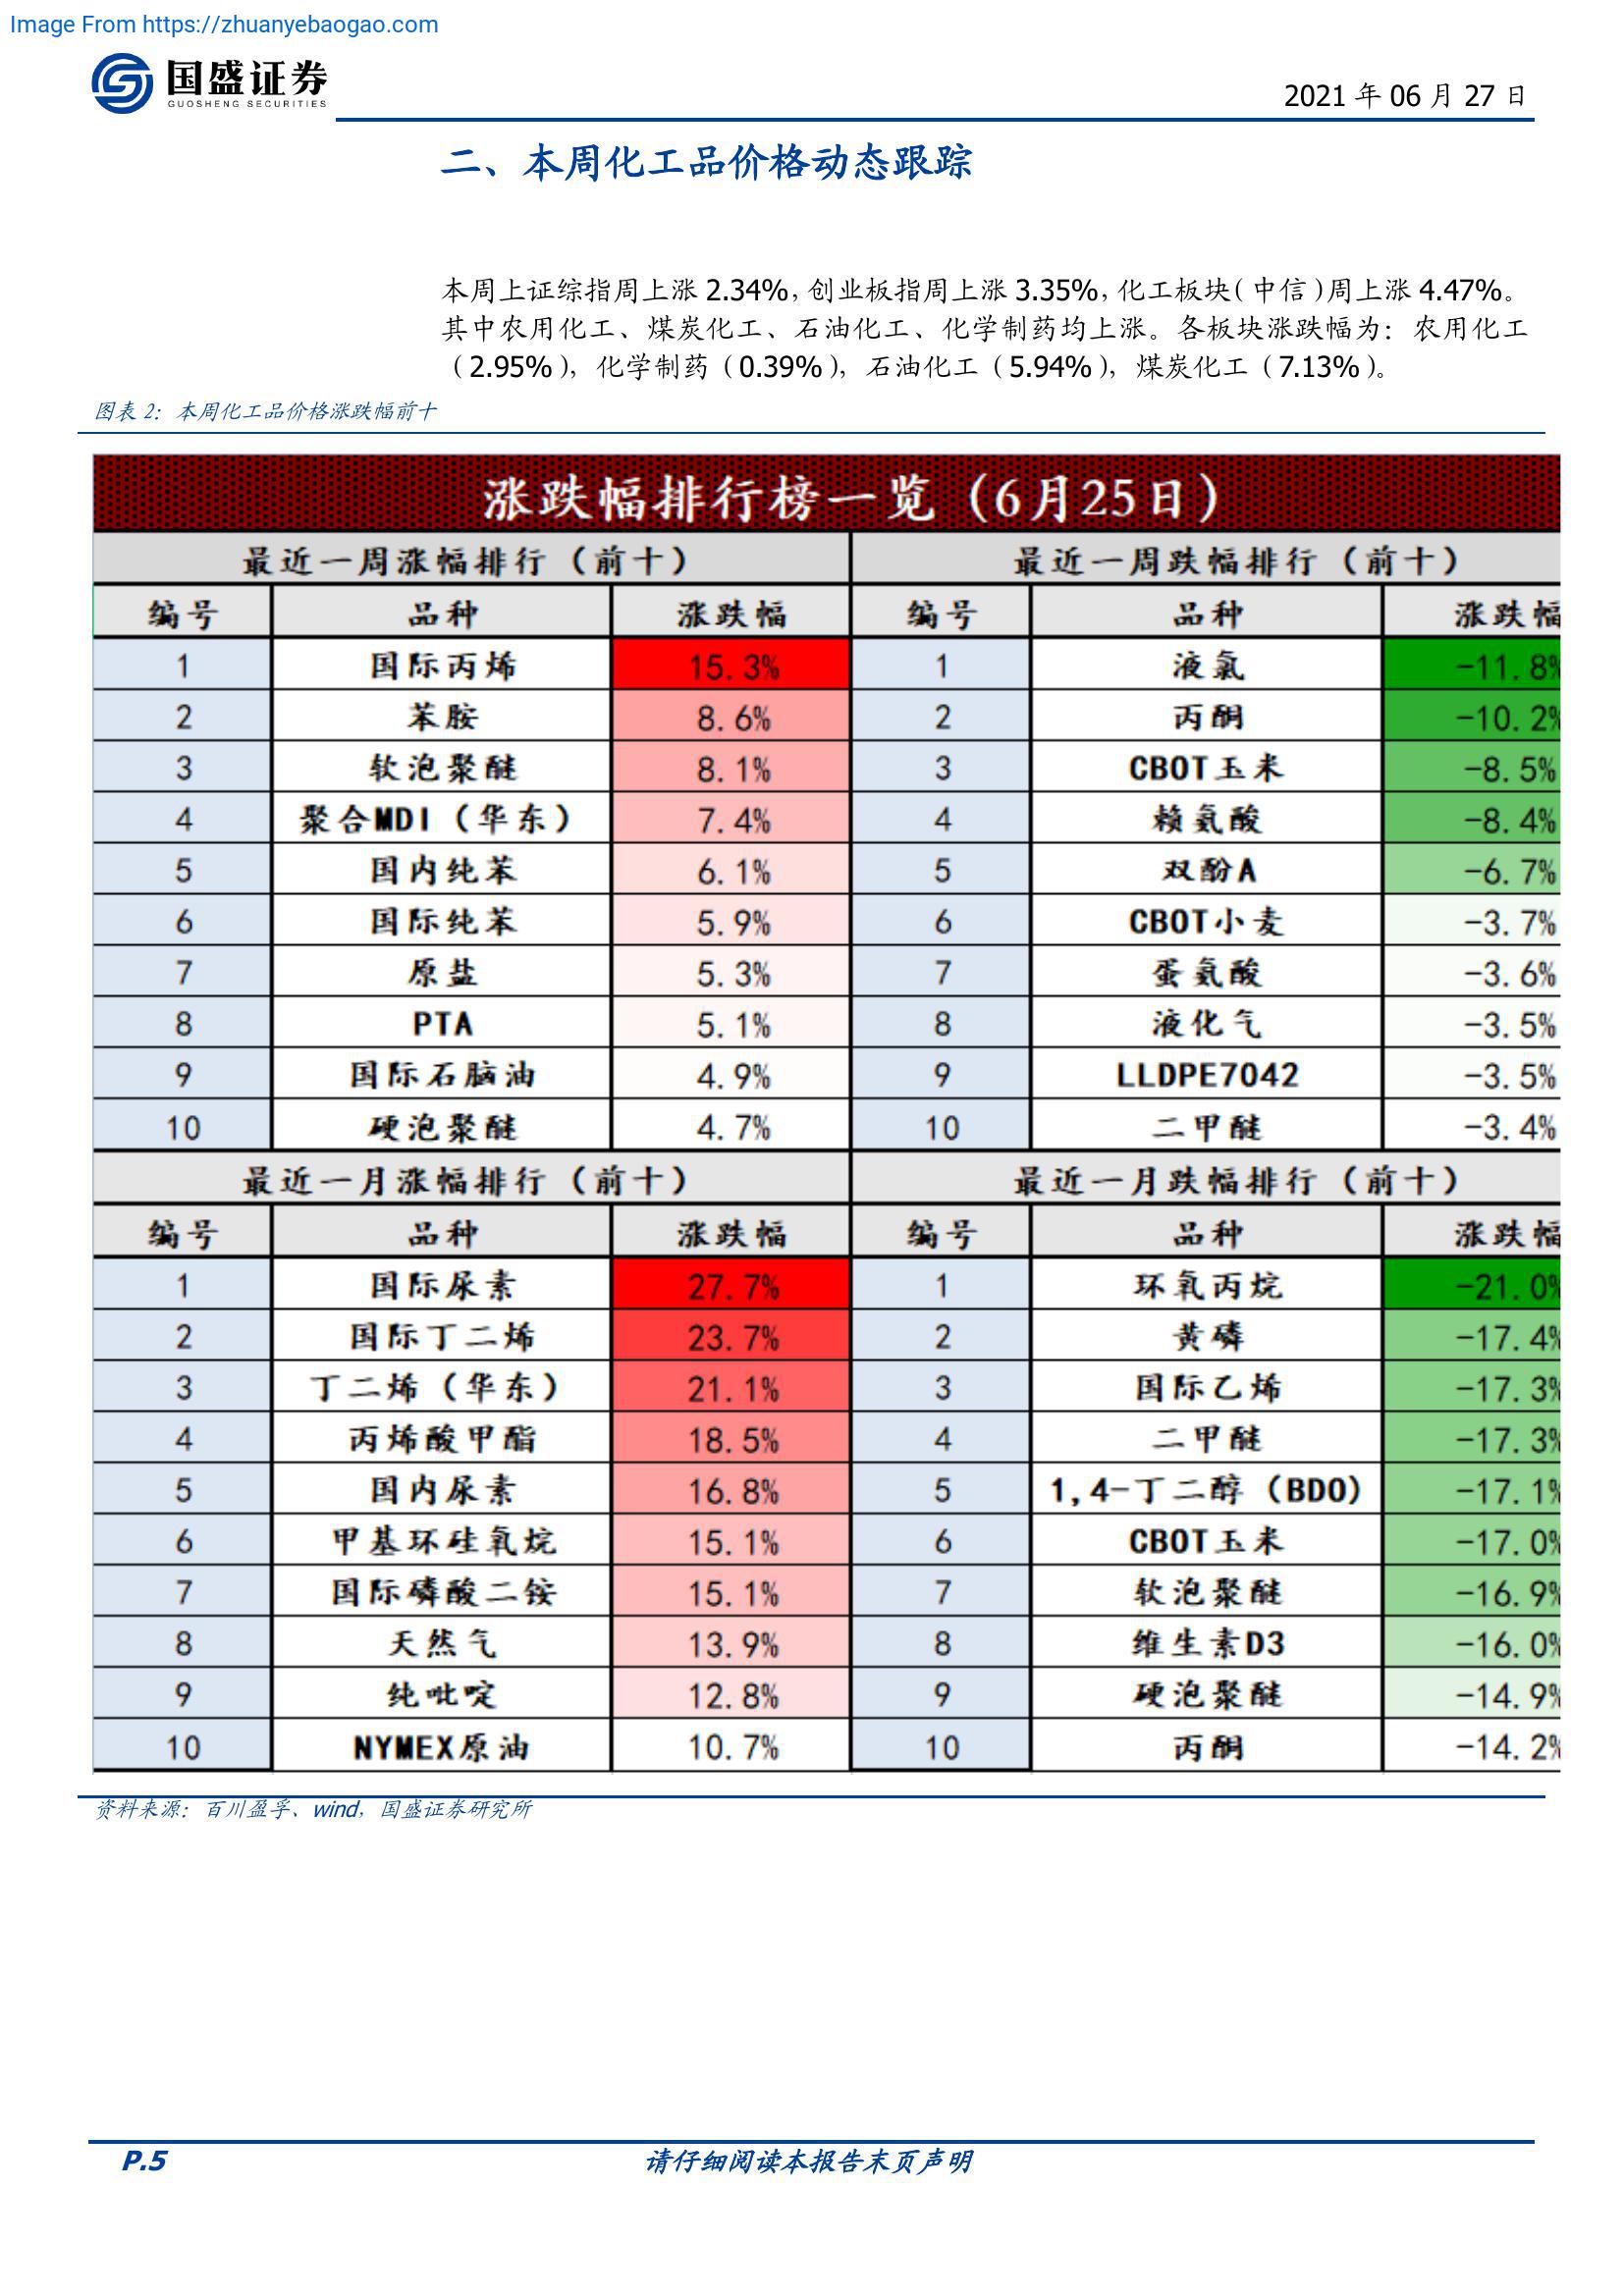 Image From https://zhuanyebaogao.com
国盛证券
GUOSHENG SECURITIES
2021 年 06 月 27 日
二、本周化工品价格动态跟踪
本周上证综指周上涨 2.34%，创业板指周上涨 3.35%，化工板块（中信）周上涨 4.47%。
其中农用化工、煤炭化工、石油化工、化学制药均上涨。各板块涨跌幅为：农用化工
（2.95%），化学制药（0.39%），石油化工（5.94%），煤炭化工（7.13%）。
图表 2：本周化工品价格涨跌幅前十
涨跌幅排行榜一览（6月25日）
最近一周涨幅排行（前十） 最近一周跌幅排行（前十）
编号 品种 涨跌幅 编号 品种 涨跌幅
1 国际丙烯 15.3% 1 液氯 -11.8%
2 苯胺 8.6% 2 丙酮 -10.2%
3 软泡聚醚 8.1% 3 CBOT玉米 -8.5%
4 聚合MDI（华东） 7.4% 4 赖氨酸 -8.4%
5 国内纯苯 6.1% 5 双酚A -6.7%
6 国际纯苯 5.9% 6 CBOT小麦 -3.7%
7 原盐 5.3% 7 蛋氨酸 -3.6%
8 PTA 5.1% 8 液化气 -3.5%
9 国际石脑油 4.9% 9 LLDPE7042 -3.5%
10 硬泡聚醚 4.7% 10 二甲醚 -3.4%
最近一月涨幅排行（前十） 最近一月跌幅排行（前十）
编号 品种 涨跌幅 编号 品种 涨跌幅
1 国际尿素 27.7% 1 环氧丙烷 -21.0%
2 国际丁二烯 23.7% 2 黄磷 -17.4%
3 丁二烯（华东） 21.1% 3 国际乙烯 -17.3%
4 丙烯酸甲酯 18.5% 4 二甲醚 -17.3%
5 国内尿素 16.8% 5 1,4-丁二醇（BDO） -17.1%
6 甲基环硅氧烷 15.1% 6 CBOT玉米 -17.0%
7 国际磷酸二铵 15.1% 7 软泡聚醚 -16.9%
8 天然气 13.9% 8 维生素D3 -16.0%
9 纯吡啶 12.8% 9 硬泡聚醚 -14.9%
10 NYMEX原油 10.7% 10 丙酮 -14.2%
资料来源：百川盈孚、wind，国盛证券研究所
P.5 请仔细阅读本报告末页声明